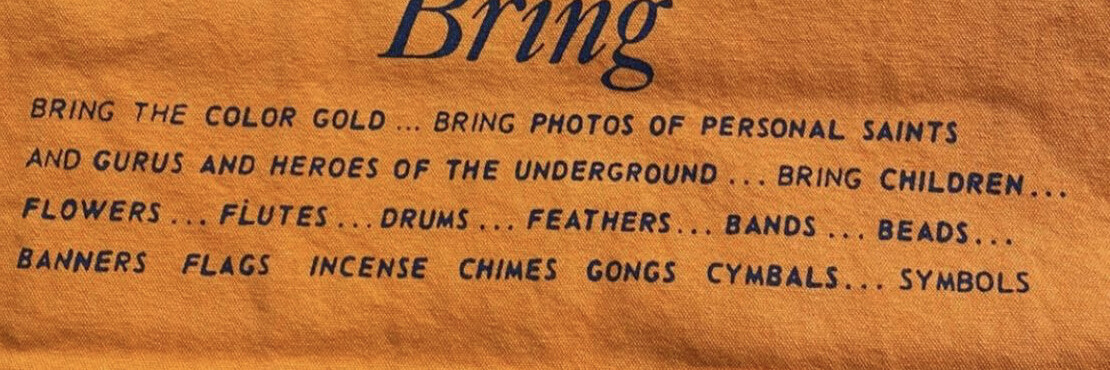 Bring
BRING THE COLOR GOLD ... BRING PHOTOS OF PERSONAL SAINTS
AND GURUS AND HEROES OF THE UNDERGROUND ... BRING CHILDREN...
FLOWERS ... FLUTES ... DRUMS ... FEATHERS... BANDS ... BEADS...
BANNERS FLAGS INCENSE CHIMES GONGS CYMBALS... SYMBOLS